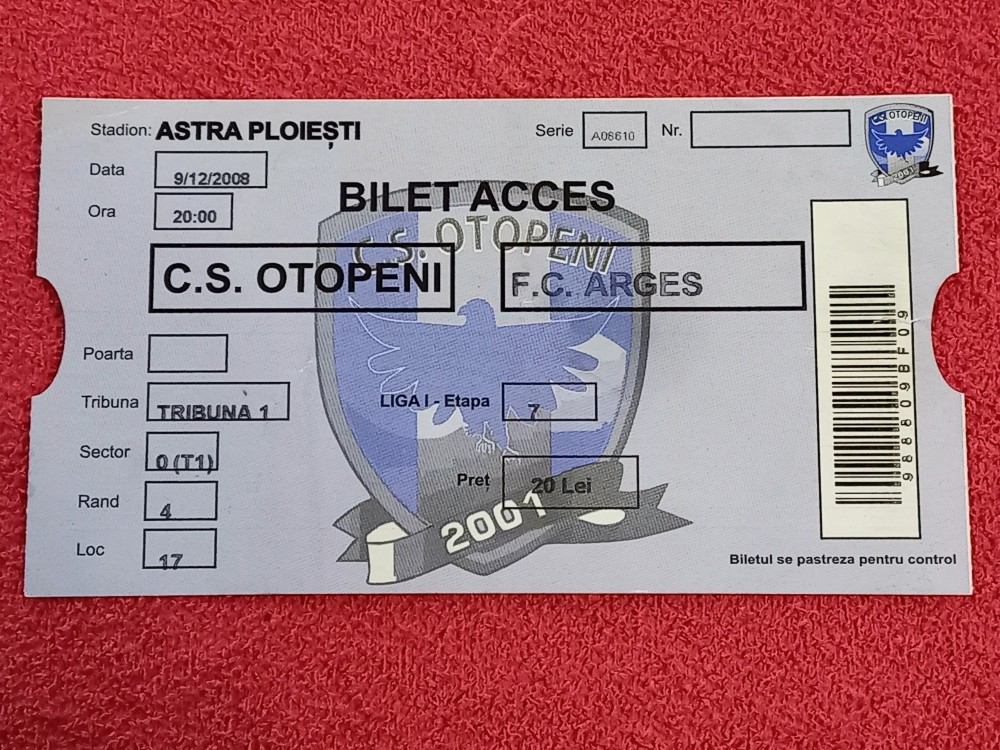 Stadion: ASTRA PLOIEȘTI
Serie A08610 Nr.
C.S. OTOPENI
2001
Data 9/12/2008
Ora 20:00
BILET ACCES
C.S. OTOPENI
C.S. OTOPENI F.C. ARGES
Poarta
Tribuna TRIBUNA 1
LIGA I - Etapa 7
Sector 0 (T1)
Preț 20 Lei
Rand 4
2001
Loc 17
988809BF09
Biletul se pastreza pentru control